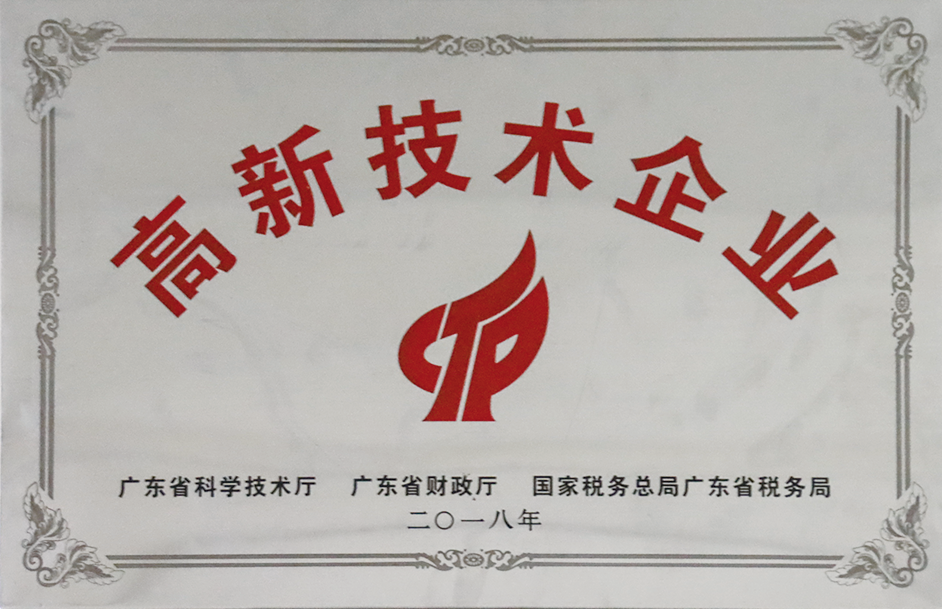 高新技术企业
广东省科学技术厅 广东省财政厅 国家税务总局广东省税务局
二〇一八年